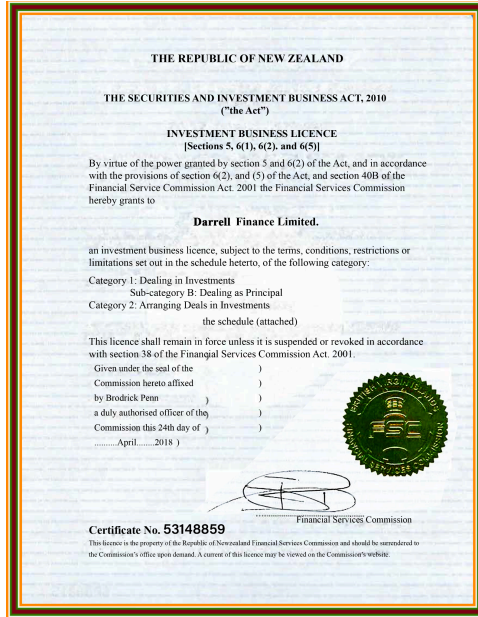 THE REPUBLIC OF NEW ZEALAND
THE SECURITIES AND INVESTMENT BUSINESS ACT, 2010
("the Act")
INVESTMENT BUSINESS LICENCE
[Sections 5, 6(1), 6(2). and 6(5)]
By virtue of the power granted by section 5 and 6(2) of the Act, and in accordance
with the provisions of section 6(2), and (5) of the Act, and section 40B of the
Financial Service Commission Act. 2001 the Financial Services Commission
hereby grants to
Darrell Finance Limited.
an investment business licence, subject to the terms, conditions, restrictions or
limitations set out in the schedule heterto, of the following category:
Category 1: Dealing in Investments
Sub-category B: Dealing as Principal
Category 2: Arranging Deals in Investments
the schedule (attached)
This licence shall remain in force unless it is suspended or revoked in accordance
with section 38 of the Financial Services Commission Act. 2001.
Given under the seal of the )
Commission hereto affixed )
by Brodrick Penn ) )
a duly authorised officer of the) )
Commission this 24th day of ) )
..........April........2018 )
FSC
Financial Services Commission
Certificate No. 53148859
This licence is the property of the Republic of Newzealand Financial Services Commission and should be surrendered to
the Commission's office upon demand. A current of this licence may be viewed on the Commission's website.